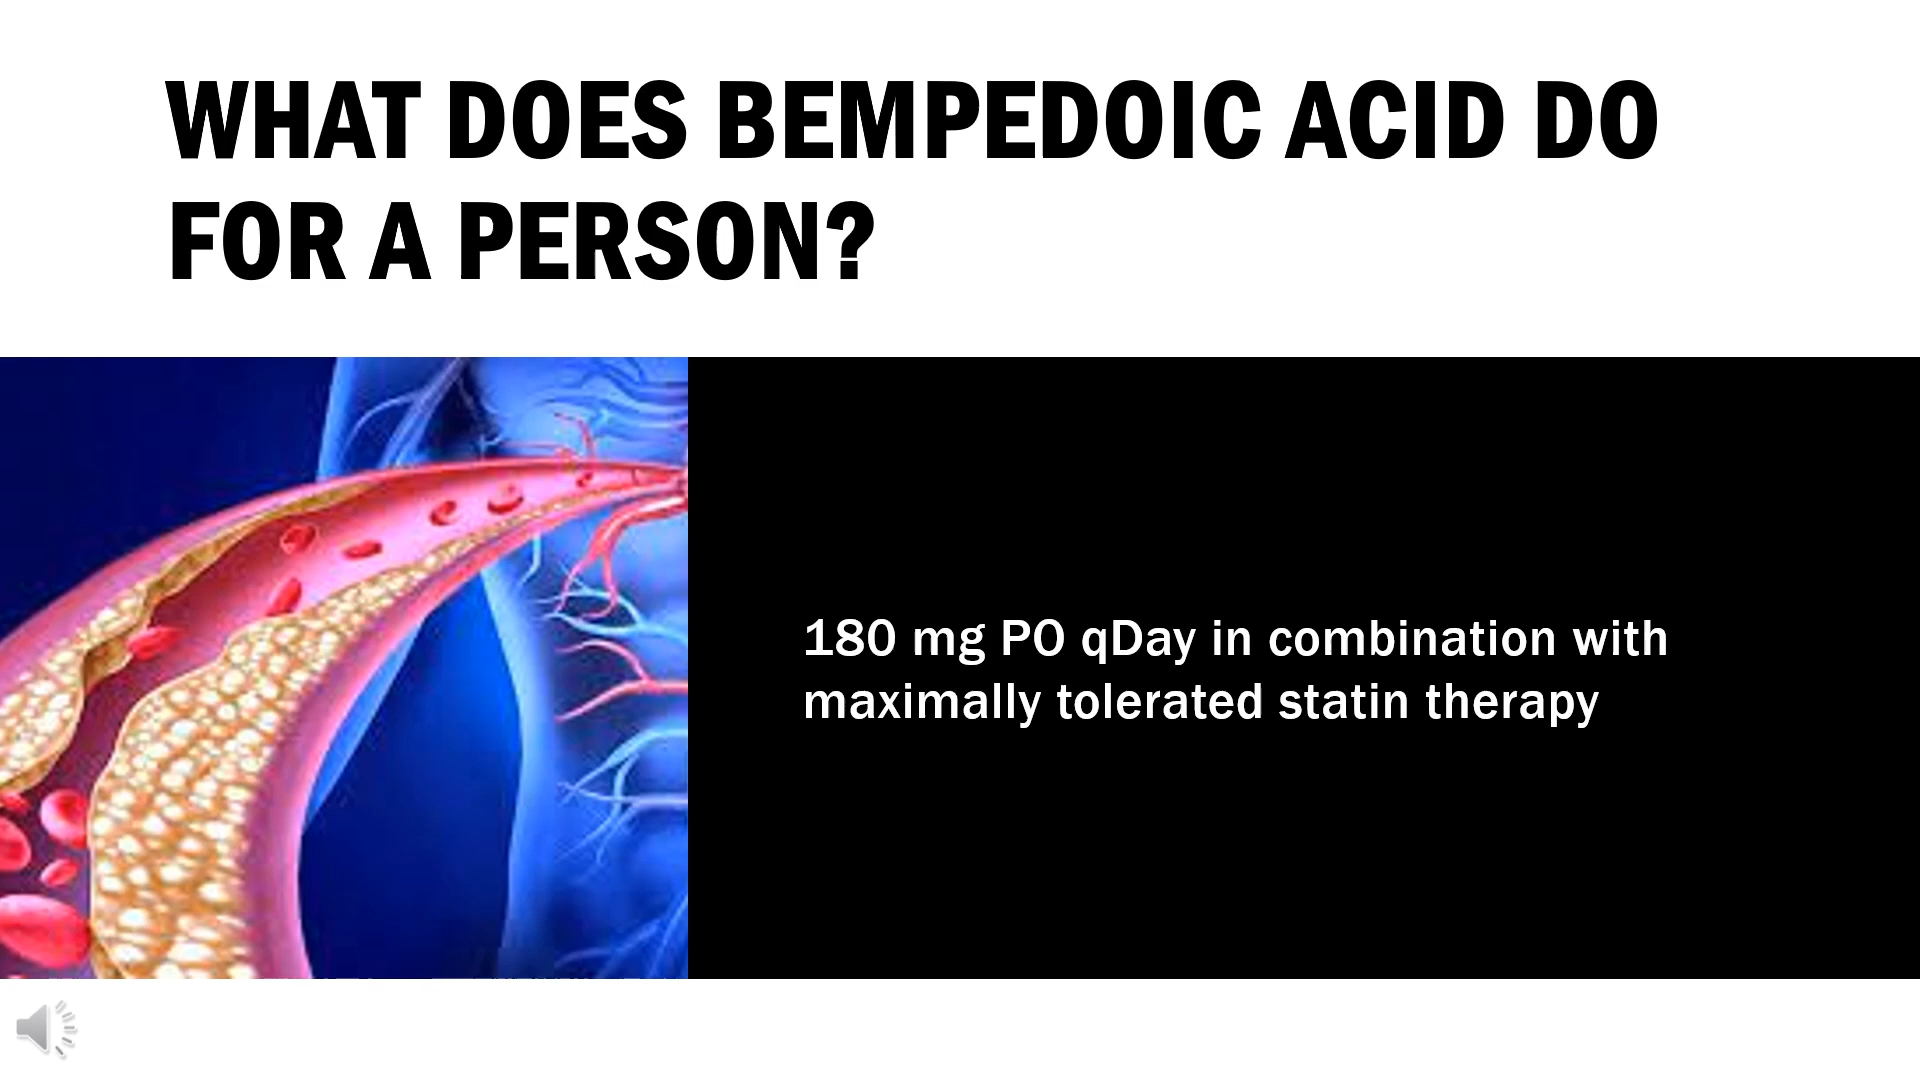 WHAT DOES BEMPEDOIC ACID DO
FOR A PERSON?
180 mg PO qDay in combination with
maximally tolerated statin therapy